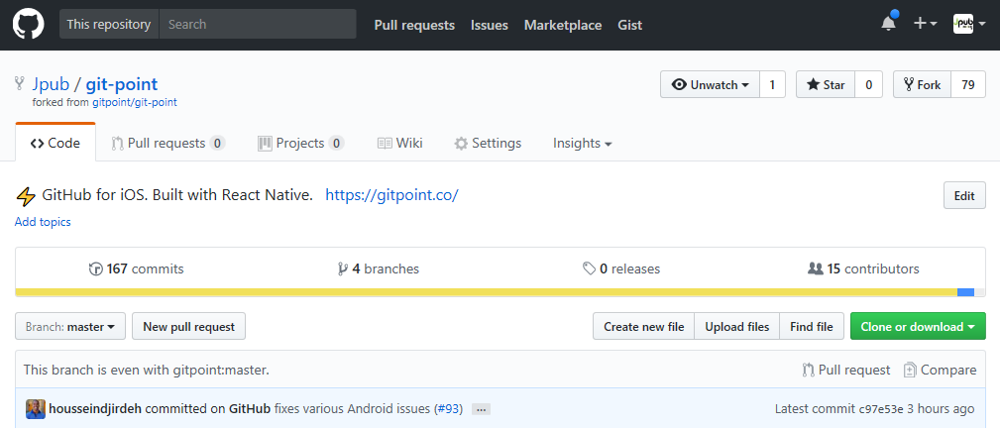 This repository Search Pull requests Issues Marketplace Gist
Jpub / git-point Unwatch 1 Star 0 Fork 79
forked from gitpoint/git-point
Code Pull requests 0 Projects 0 Wiki Settings Insights
GitHub for iOS. Built with React Native. https://gitpoint.co/ Edit
Add topics
167 commits 4 branches 0 releases 15 contributors
Branch: master New pull request Create new file Upload files Find file Clone or download
This branch is even with gitpoint:master. Pull request Compare
housseindjirdeh committed on GitHub fixes various Android issues (#93) ... Latest commit c97e53e 3 hours ago